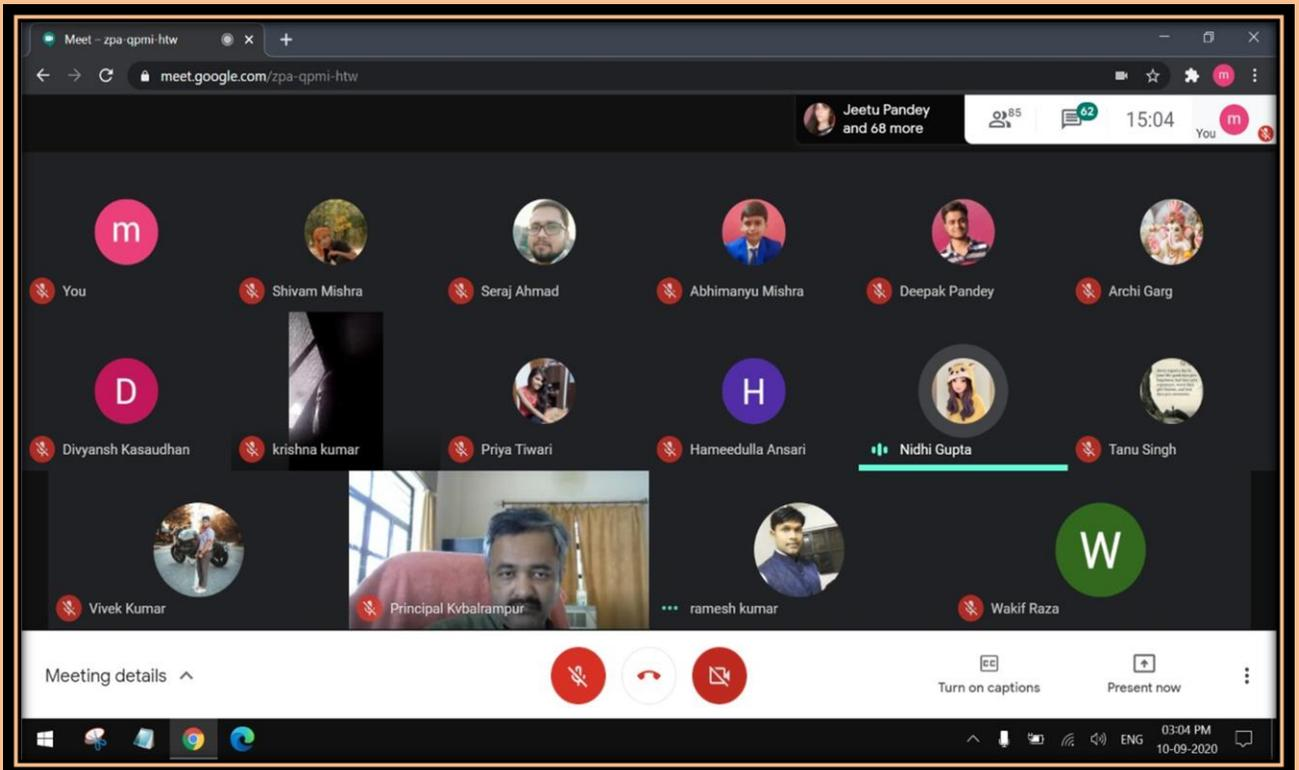 Meet – zpa-qpmi-htw
meet.google.com/zpa-qpmi-htw
m
Jeetu Pandey
and 68 more
85
62
15:04
You
m
m
You
Shivam Mishra
Seraj Ahmad
Abhimanyu Mishra
Deepak Pandey
Archi Garg
D
H
Divyansh Kasaudhan
krishna kumar
Priya Tiwari
Hameedulla Ansari
Nidhi Gupta
Tanu Singh
W
Vivek Kumar
Principal Kvbalrampur
ramesh kumar
Wakif Raza
Meeting details
CC
Turn on captions
Present now
ENG
03:04 PM
10-09-2020